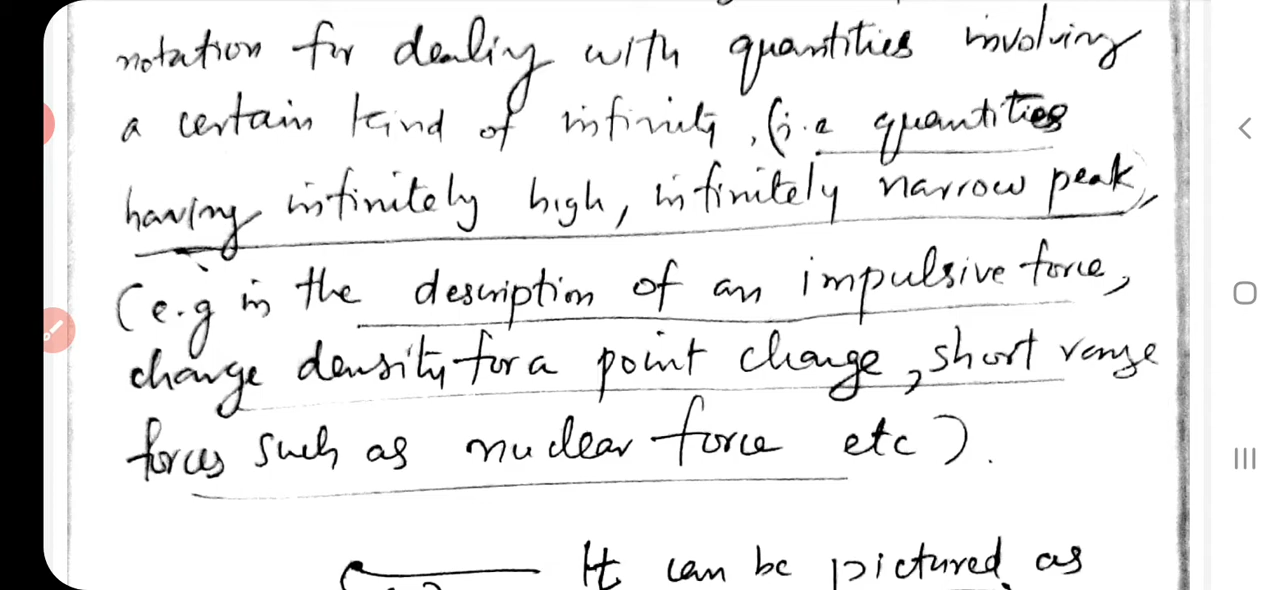 notation for dealing with quantities involving
a certain kind of infinity, (i.e quantities
having infinitely high, infinitely narrow peak),
(e.g in the description of an impulsive force,
charge density for a point charge, short range
forces such as nuclear force etc).
It can be pictured as